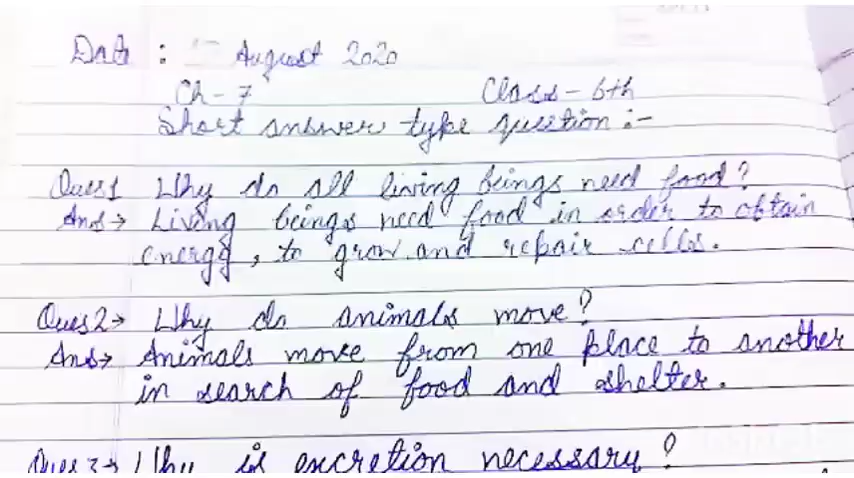 Date : August 2020
Ch - 7 Class - 6th
Short answer type question :-
Ques1 Why do all living beings need food?
Ans → Living beings need food in order to obtain
energy, to grow and repair cells.
Ques2→ Why do animals move?
Ans→ Animals move from one place to another
in search of food and shelter.
Ques 3→ Why is excretion necessary?